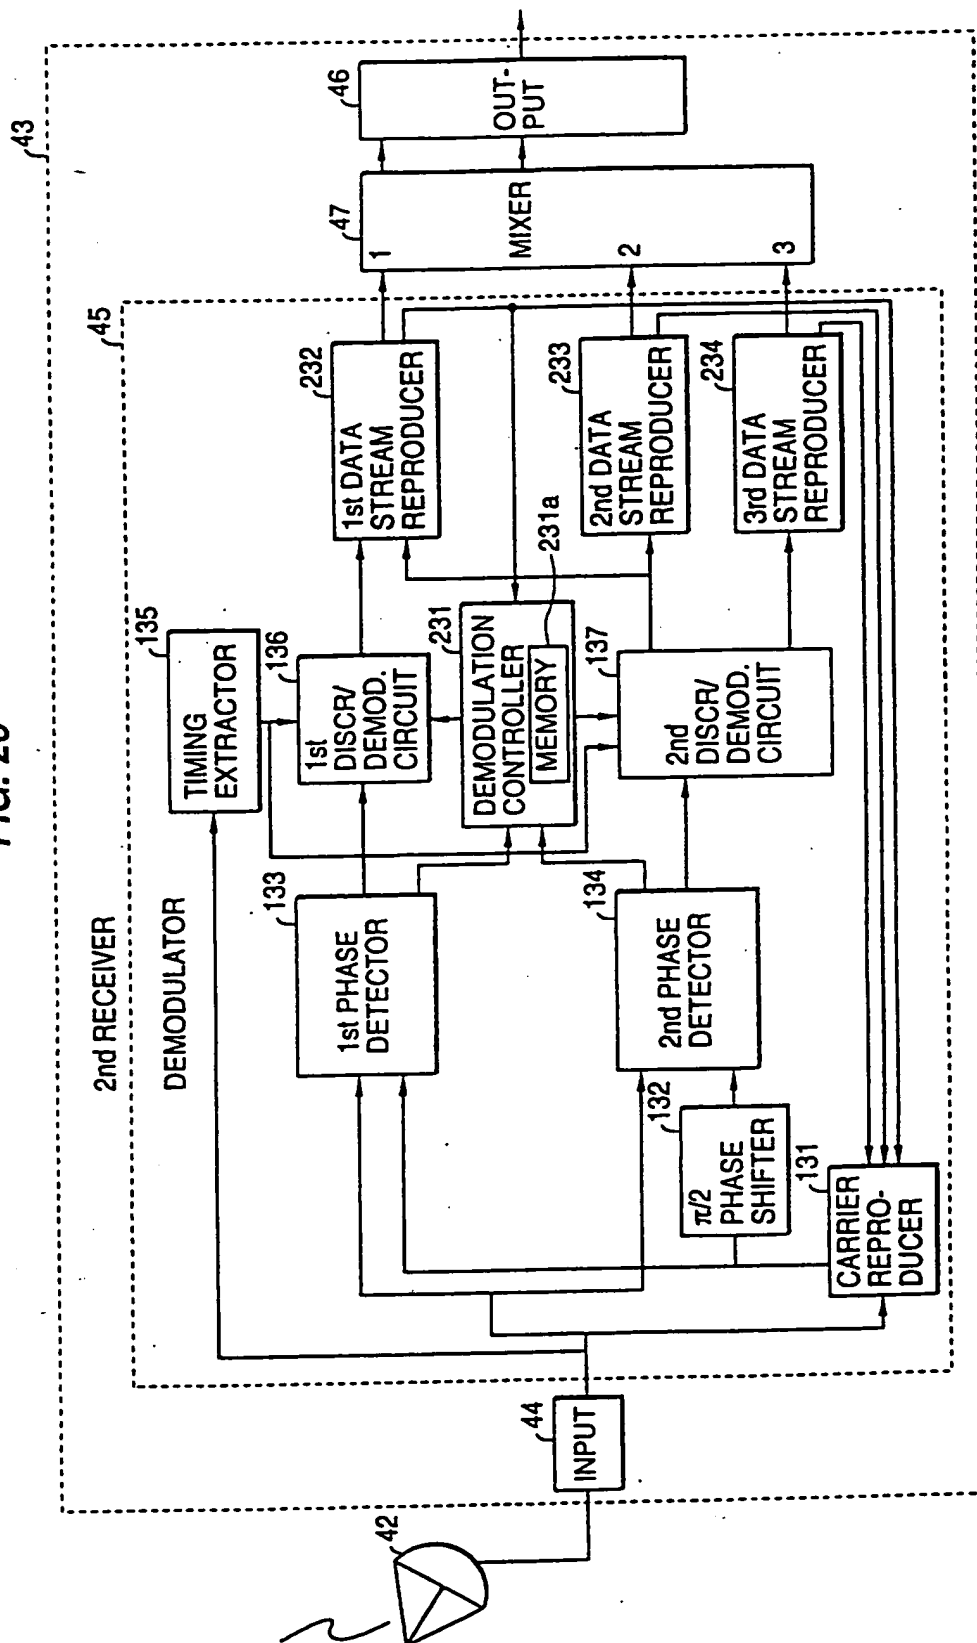 FIG.
43
2nd RECEIVER
45
DEMODULATOR
135
TIMING
EXTRACTOR
42
44
INPUT
133
1st PHASE
DETECTOR
136
1st
DISCR/
DEMOD.
CIRCUIT
232
1st DATA
STREAM
REPRODUCER
47
1
MIXER
2
3
46
OUT-
PUT
231
DEMODULATION
CONTROLLER
MEMORY
231a
134
2nd PHASE
DETECTOR
137
2nd
DISCR/
DEMOD.
CIRCUIT
233
2nd DATA
STREAM
REPRODUCER
132
π/2
PHASE
SHIFTER
234
3rd DATA
STREAM
REPRODUCER
131
CARRIER
REPRO-
DUCER